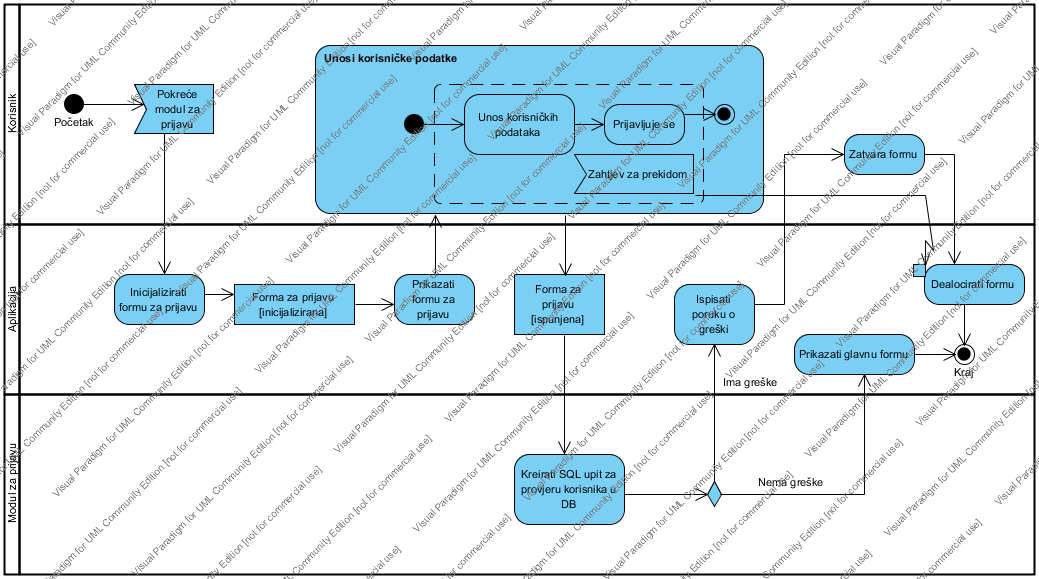 Korisnik
Početak
Pokreće
modul za
prijavu
Unosi korisničke podatke
Unos korisničkih
podataka
Prijavljuje se
Zahtjev za prekidom
Zatvara formu
Aplikacija
Inicijalizirati
formu za prijavu
Forma za prijavu
[inicijalizirana]
Prikazati
formu za
prijavu
Forma za
prijavu
[ispunjena]
Ispisati
poruku o
greški
Dealocirati formu
Prikazati glavnu formu
Kraj
Ima greške
Modul za prijavu
Kreirati SQL upit za
provjeru korisnika u
DB
Nema greške
Visual Paradigm for UML Community Edition [not for commercial use]